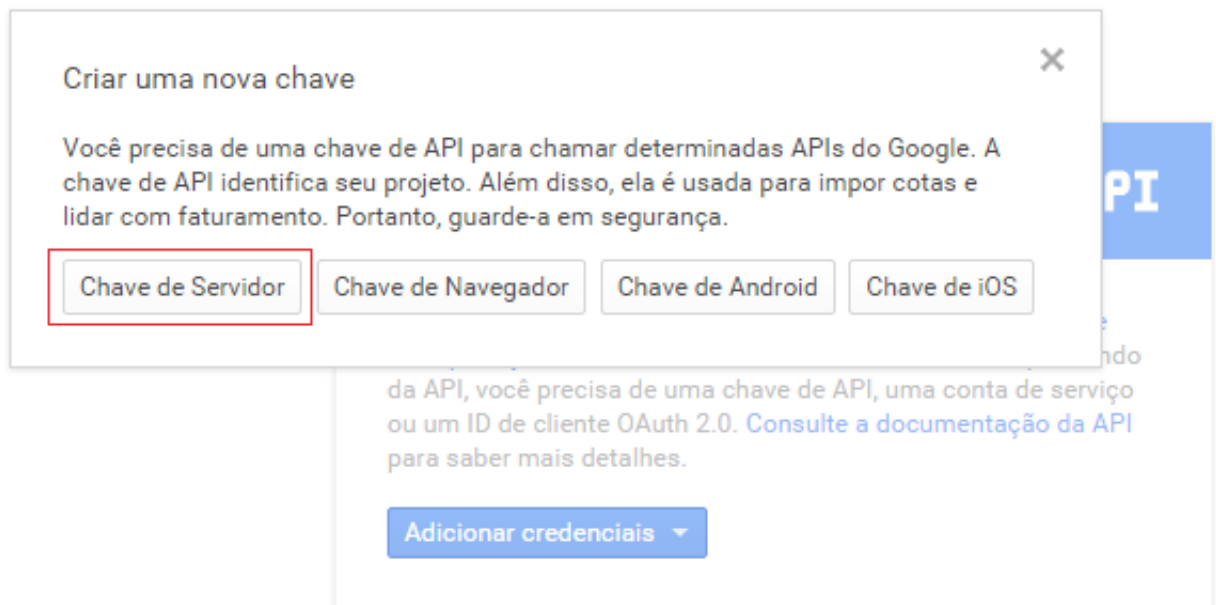 Criar uma nova chave
Você precisa de uma chave de API para chamar determinadas APIs do Google. A
chave de API identifica seu projeto. Além disso, ela é usada para impor cotas e
lidar com faturamento. Portanto, guarde-a em segurança.
Chave de Servidor Chave de Navegador Chave de Android Chave de iOS
PI
da API, você precisa de uma chave de API, uma conta de serviço
ou um ID de cliente OAuth 2.0. Consulte a documentação da API
para saber mais detalhes.
Adicionar credenciais